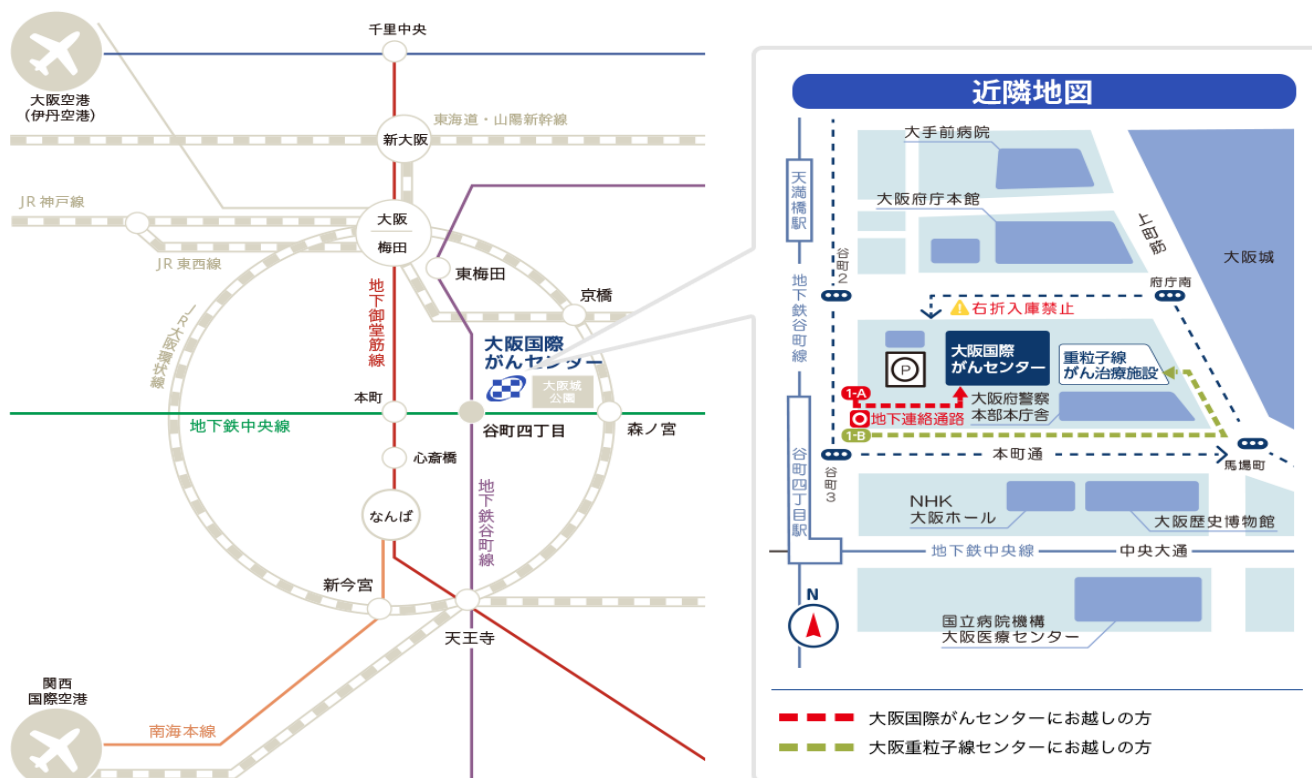 千里中央
大阪空港
(伊丹空港)
東海道・山陽新幹線
新大阪
JR 神戸線
大阪
梅田
JR 東西線
東梅田
京橋
地下御堂筋線
JR大阪環状線
大阪国際
がんセンター
大阪城
公園
本町
地下鉄中央線
谷町四丁目
森ノ宮
心斎橋
地下鉄谷町線
なんば
新今宮
天王寺
関西
国際空港
南海本線
近隣地図
大手前病院
天満橋駅
大阪府庁本館
上町筋
大阪城
谷町2
地下鉄谷町線
府庁南
右折入庫禁止
大阪国際
がんセンター
重粒子線
がん治療施設
P
1-A
大阪府警察
本部本庁舎
地下連絡通路
1-B
本町通
馬場町
谷町3
谷町四丁目駅
NHK
大阪ホール
大阪歴史博物館
地下鉄中央線
中央大通
N
国立病院機構
大阪医療センター
大阪国際がんセンターにお越しの方
大阪重粒子線センターにお越しの方